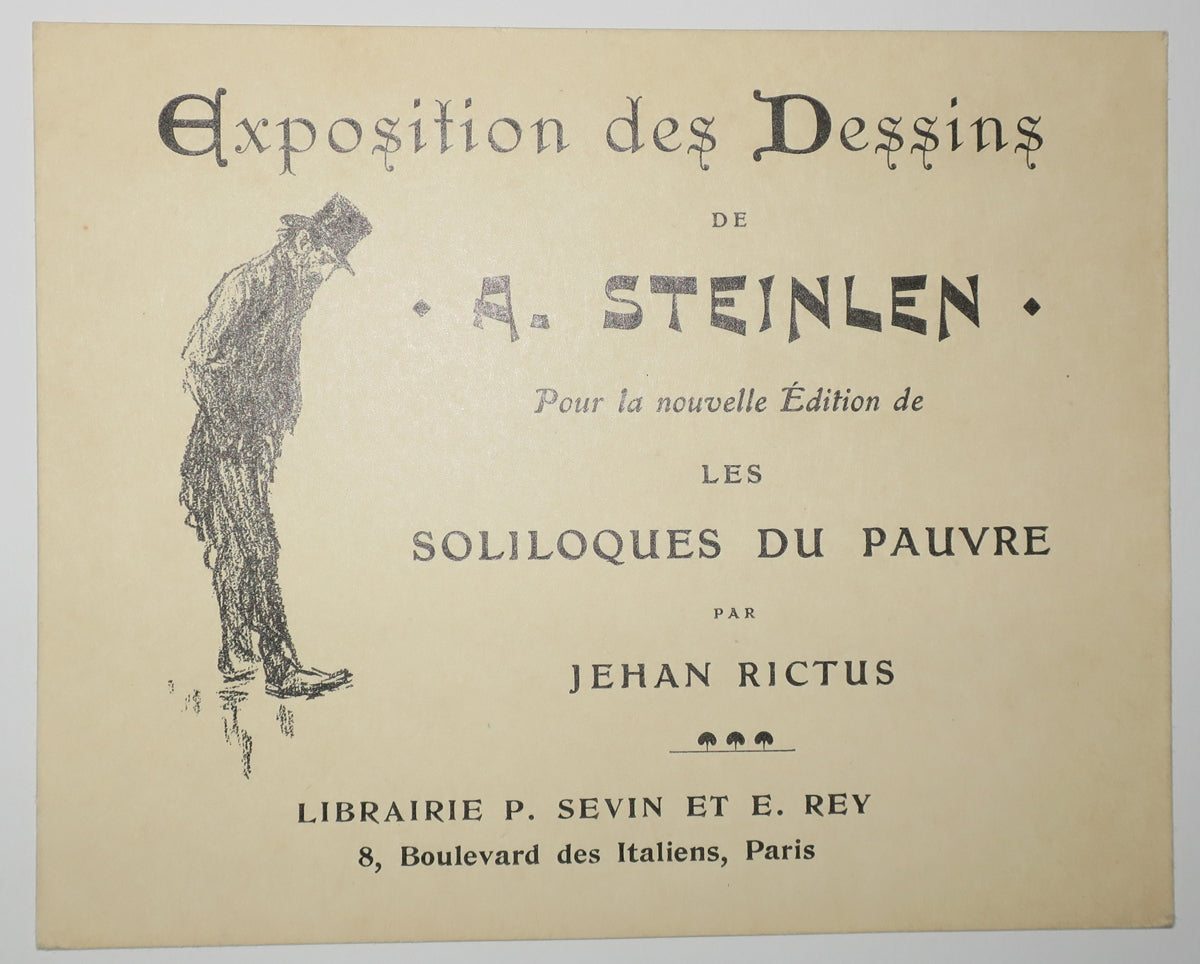 Exposition des Dessins
DE
A. STEINLEN
Pour la nouvelle Édition de
LES
SOLILOQUES DU PAUVRE
PAR
JEHAN RICTUS
LIBRAIRIE P. SEVIN ET E. REY
8, Boulevard des Italiens, Paris